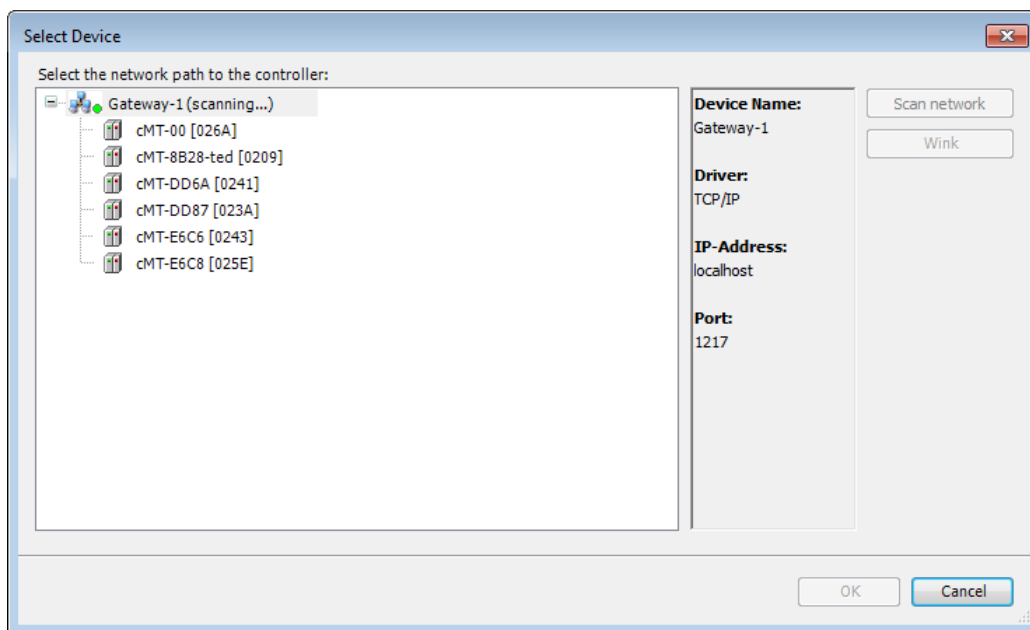 Select Device
Select the network path to the controller:
Gateway-1 (scanning...)
cMT-00 [026A]
cMT-8B28-ted [0209]
cMT-DD6A [0241]
cMT-DD87 [023A]
cMT-E6C6 [0243]
cMT-E6C8 [025E]
Device Name:
Gateway-1
Driver:
TCP/IP
IP-Address:
localhost
Port:
1217
Scan network
Wink
OK
Cancel